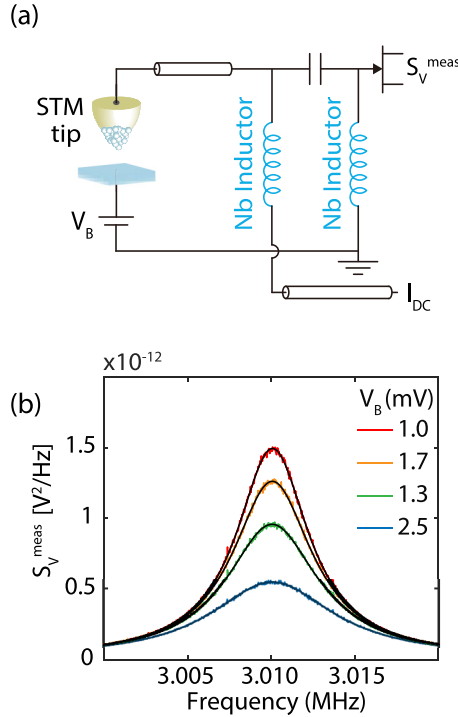 (a)
S_V^meas
STM
tip
Nb Inductor
Nb Inductor
V_B
I_DC
(b)
x10^-12
V_B (mV)
1.0
1.7
1.3
2.5
1.5
1
0.5
0
S_V^meas [V^2/Hz]
3.005
3.010
3.015
Frequency (MHz)